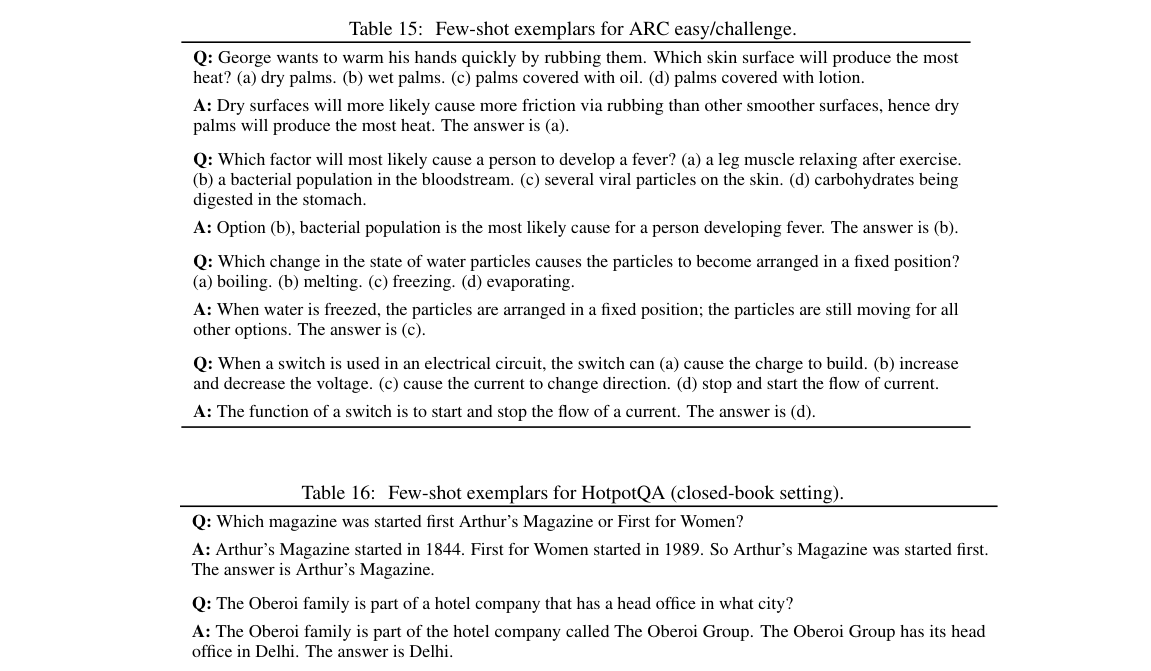 Table 15: Few-shot exemplars for ARC easy/challenge.
Q: George wants to warm his hands quickly by rubbing them. Which skin surface will produce the most
heat? (a) dry palms. (b) wet palms. (c) palms covered with oil. (d) palms covered with lotion.
A: Dry surfaces will more likely cause more friction via rubbing than other smoother surfaces, hence dry
palms will produce the most heat. The answer is (a).
Q: Which factor will most likely cause a person to develop a fever? (a) a leg muscle relaxing after exercise.
(b) a bacterial population in the bloodstream. (c) several viral particles on the skin. (d) carbohydrates being
digested in the stomach.
A: Option (b), bacterial population is the most likely cause for a person developing fever. The answer is (b).
Q: Which change in the state of water particles causes the particles to become arranged in a fixed position?
(a) boiling. (b) melting. (c) freezing. (d) evaporating.
A: When water is freezed, the particles are arranged in a fixed position; the particles are still moving for all
other options. The answer is (c).
Q: When a switch is used in an electrical circuit, the switch can (a) cause the charge to build. (b) increase
and decrease the voltage. (c) cause the current to change direction. (d) stop and start the flow of current.
A: The function of a switch is to start and stop the flow of a current. The answer is (d).
Table 16: Few-shot exemplars for HotpotQA (closed-book setting).
Q: Which magazine was started first Arthur's Magazine or First for Women?
A: Arthur's Magazine started in 1844. First for Women started in 1989. So Arthur's Magazine was started first.
The answer is Arthur's Magazine.
Q: The Oberoi family is part of a hotel company that has a head office in what city?
A: The Oberoi family is part of the hotel company called The Oberoi Group. The Oberoi Group has its head
office in Delhi. The answer is Delhi.